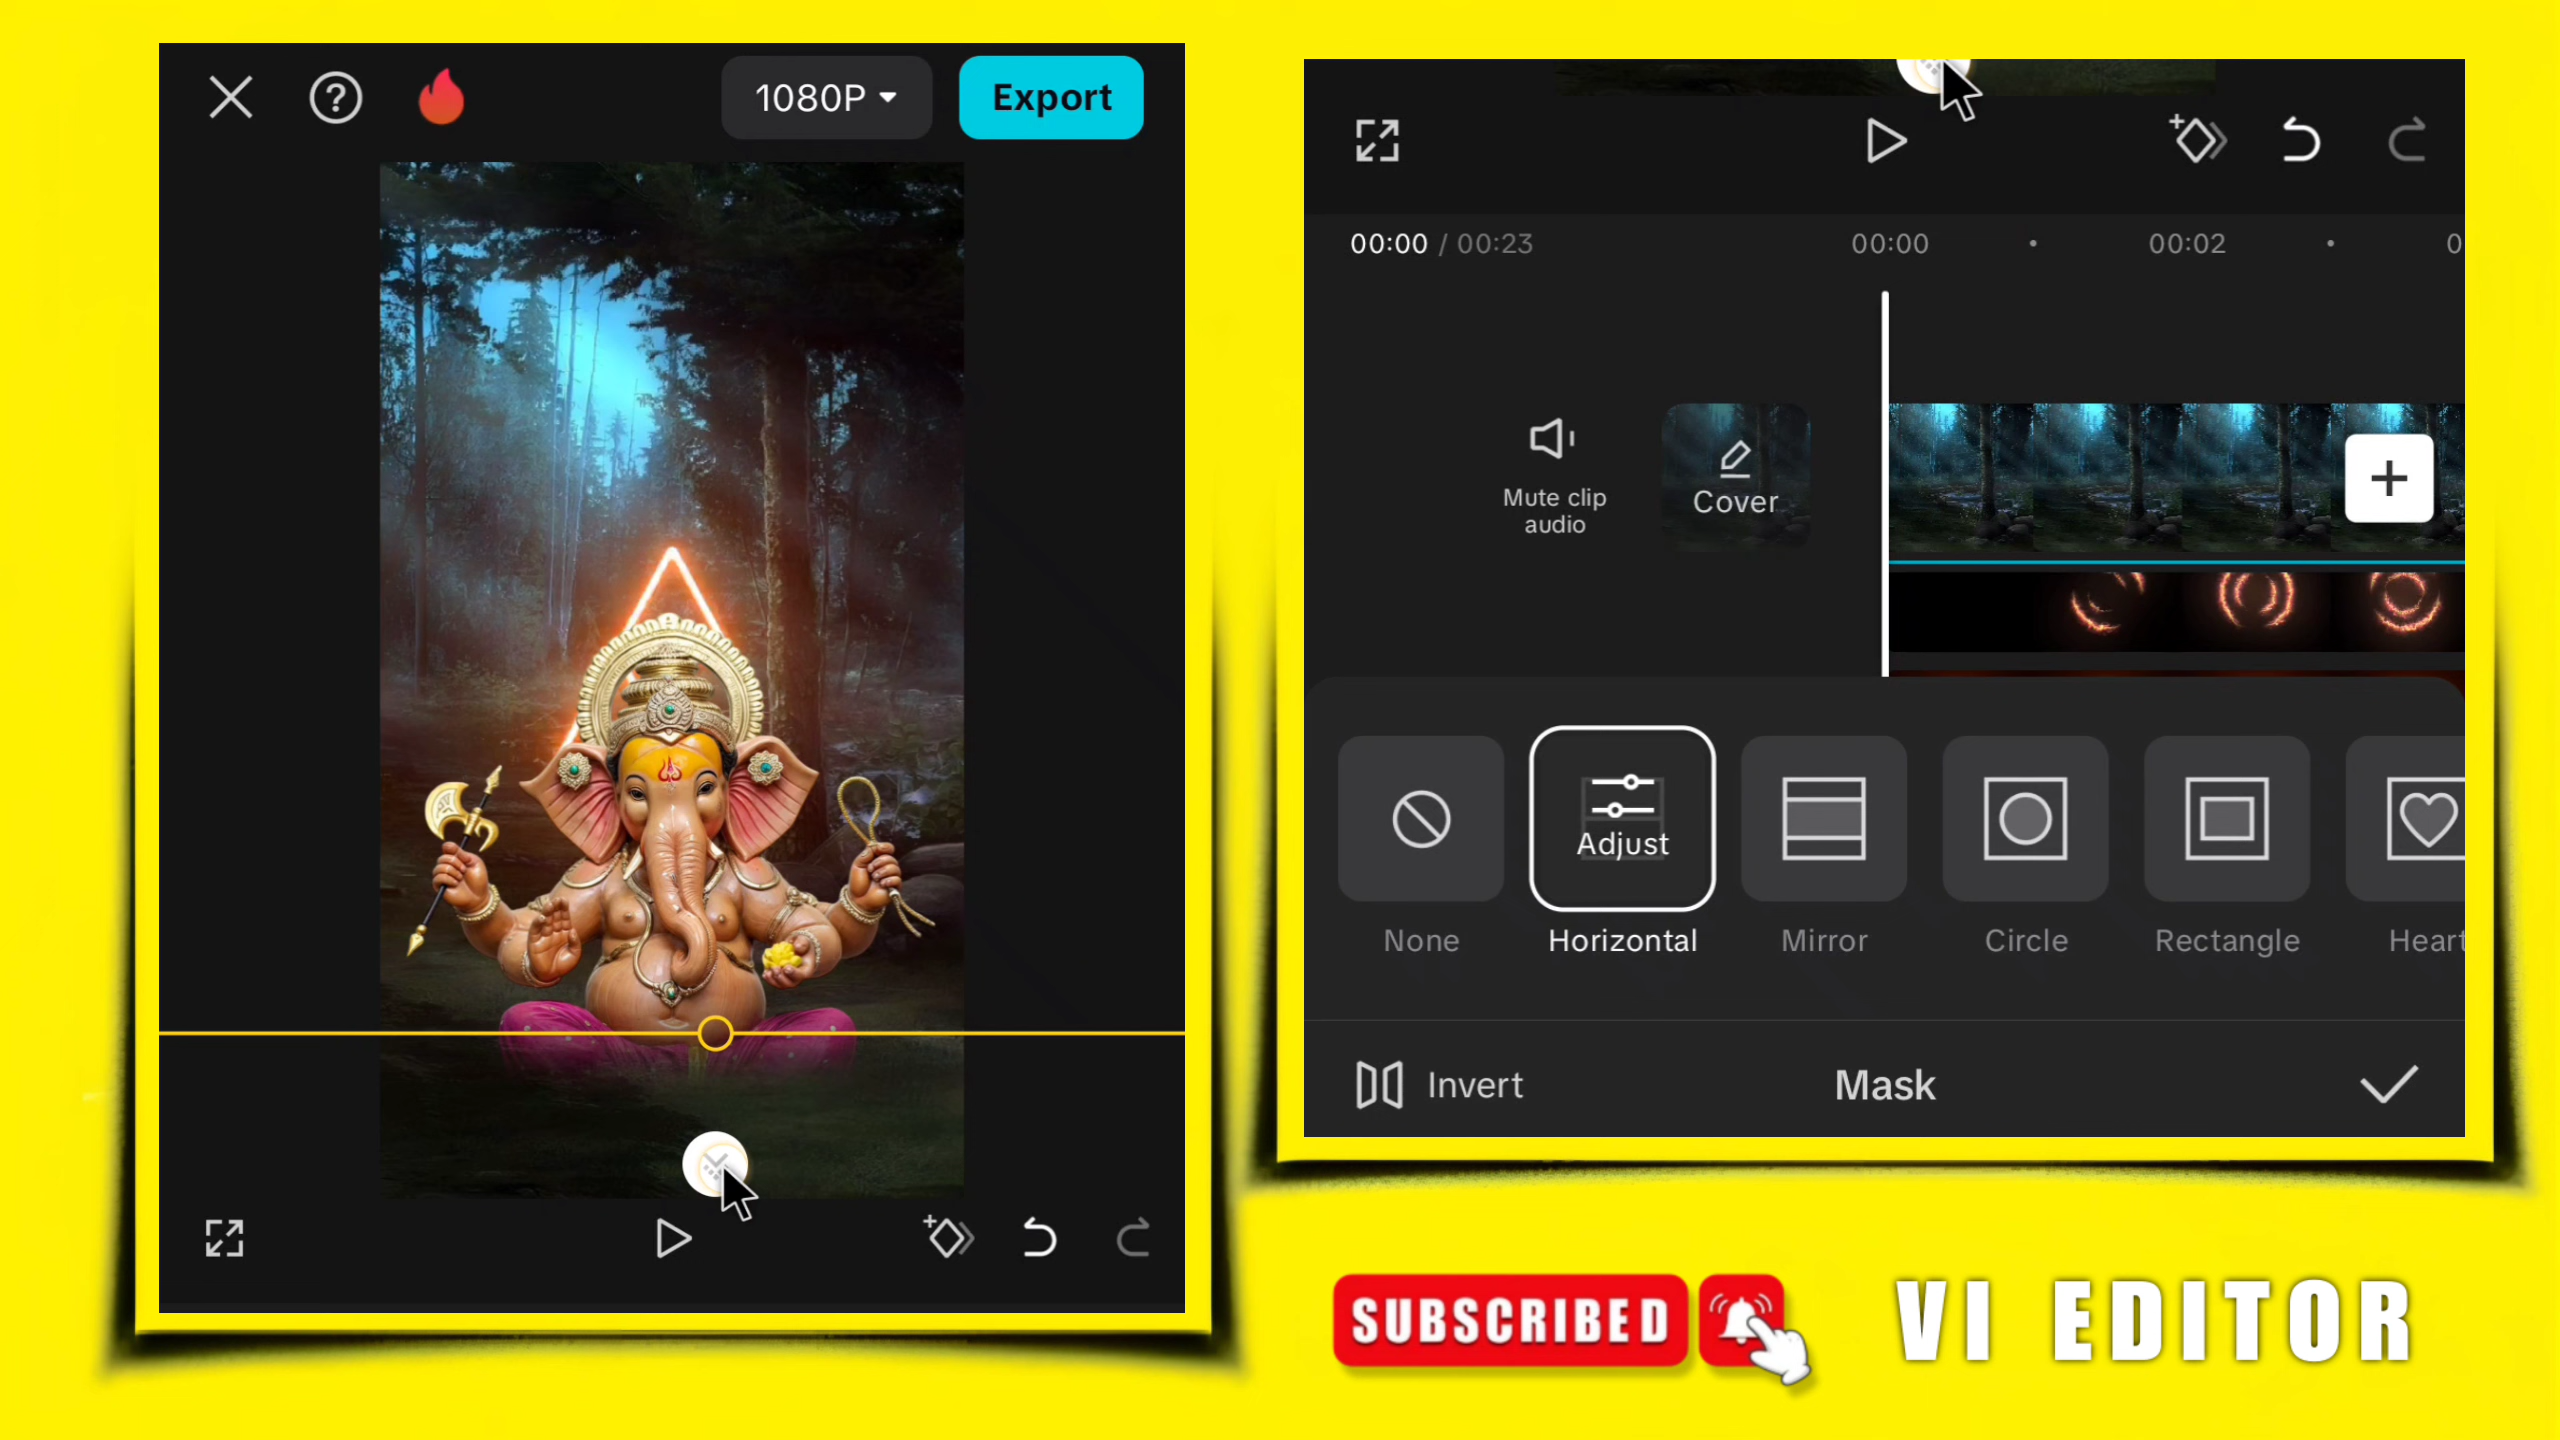 1080P
Export
00:00 / 00:23
00:00
00:02
0
Mute clip
audio
Cover
Adjust
None
Horizontal
Mirror
Circle
Rectangle
Heart
Invert
Mask
SUBSCRIBED
VI EDITOR